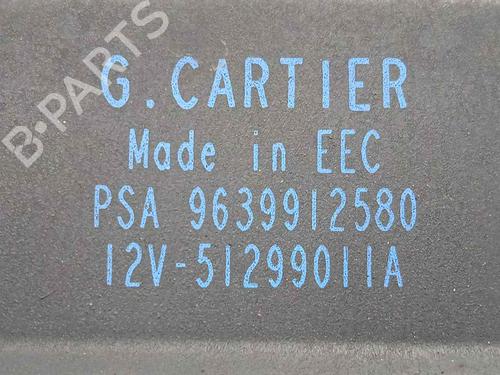 B-PARTS
G. CARTIER
Made in EEC
PSA 9639912580
12V-51299011A